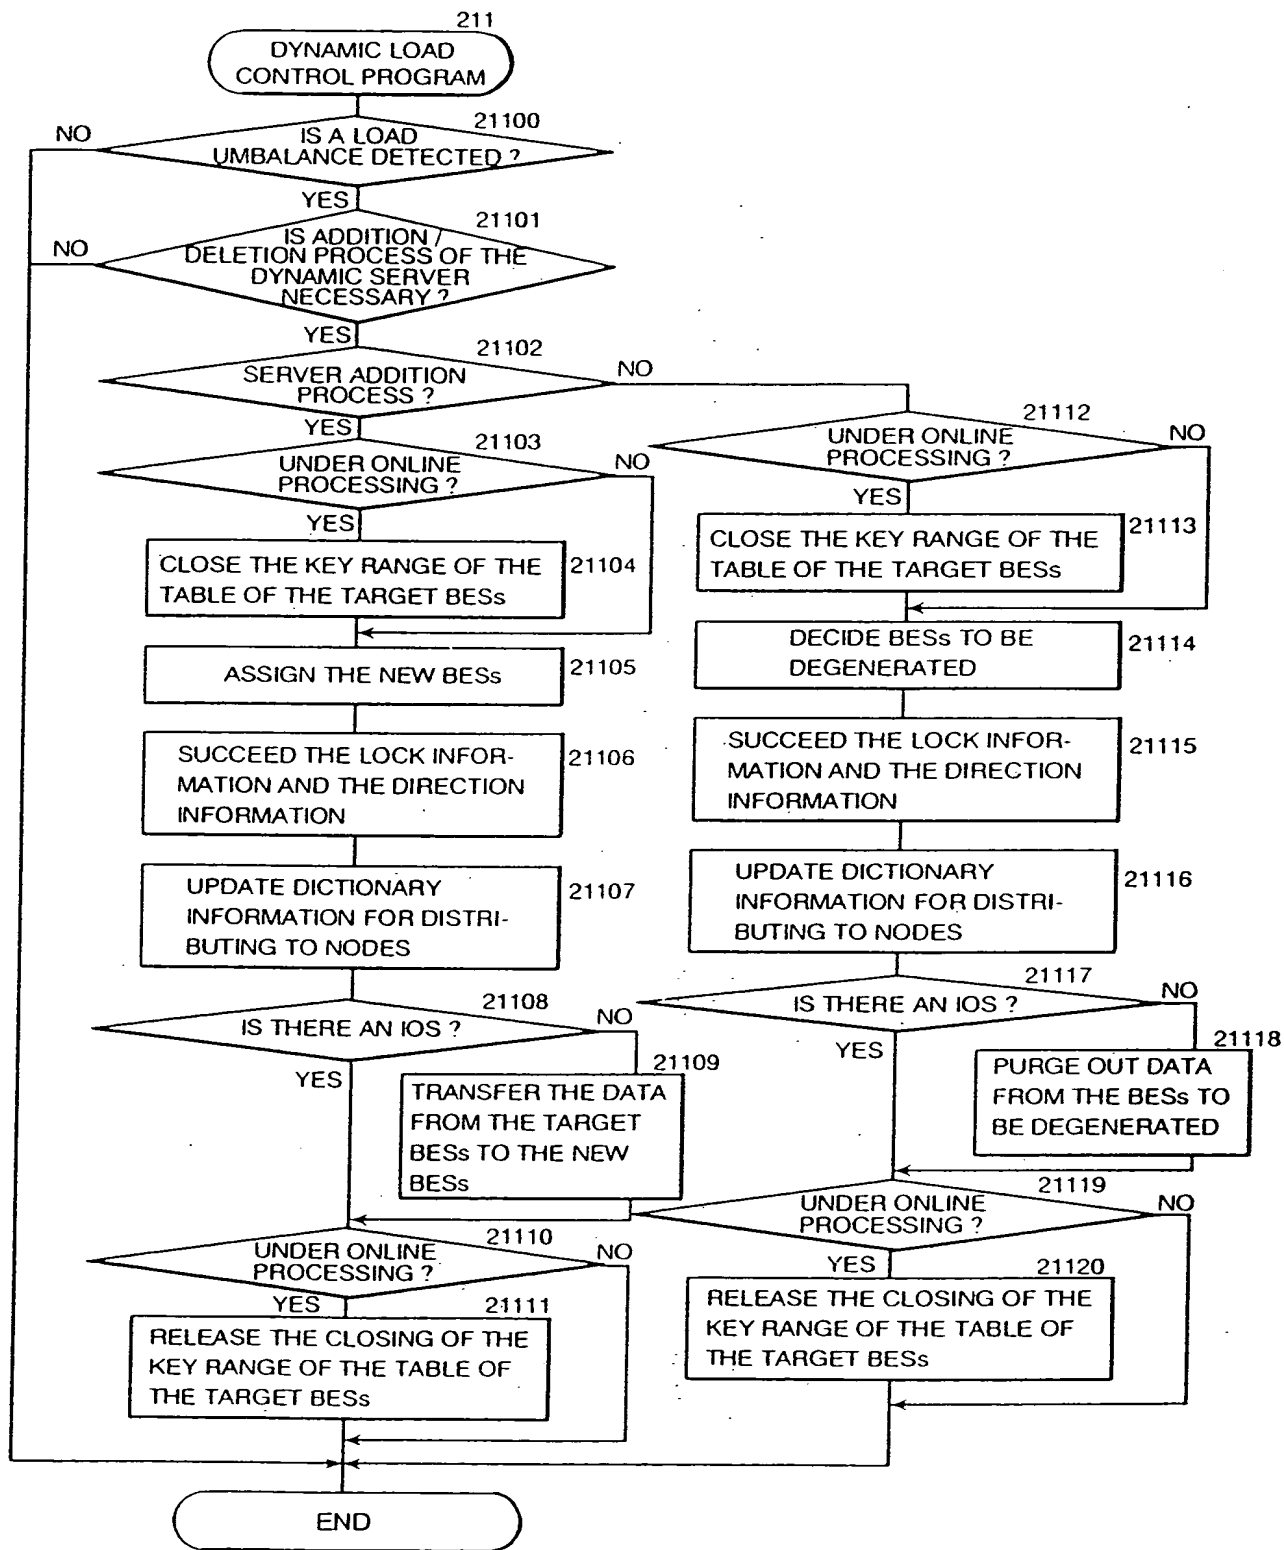 211
DYNAMIC LOAD
CONTROL PROGRAM
21100
NO
IS A LOAD
UMBALANCE DETECTED ?
YES
21101
NO
IS ADDITION /
DELETION PROCESS OF THE
DYNAMIC SERVER
NECESSARY ?
YES
21102
NO
SERVER ADDITION
PROCESS ?
YES
21103
UNDER ONLINE
PROCESSING ?
NO
YES
CLOSE THE KEY RANGE OF THE
TABLE OF THE TARGET BESs
21104
ASSIGN THE NEW BESs
21105
SUCCEED THE LOCK INFOR-
MATION AND THE DIRECTION
INFORMATION
21106
UPDATE DICTIONARY
INFORMATION FOR DISTRI-
BUTING TO NODES
21107
21108
IS THERE AN IOS ?
NO
YES
21109
TRANSFER THE DATA
FROM THE TARGET
BESs TO THE NEW
BESs
21110
UNDER ONLINE
PROCESSING ?
NO
YES
21111
RELEASE THE CLOSING OF THE
KEY RANGE OF THE TABLE OF
THE TARGET BESs
21112
UNDER ONLINE
PROCESSING ?
NO
YES
21113
CLOSE THE KEY RANGE OF THE
TABLE OF THE TARGET BESs
DECIDE BESs TO BE
DEGENERATED
21114
SUCCEED THE LOCK INFOR-
MATION AND THE DIRECTION
INFORMATION
21115
UPDATE DICTIONARY
INFORMATION FOR DISTRI-
BUTING TO NODES
21116
21117
IS THERE AN IOS ?
NO
YES
21118
PURGE OUT DATA
FROM THE BESs TO
BE DEGENERATED
21119
UNDER ONLINE
PROCESSING ?
NO
YES
21120
RELEASE THE CLOSING OF THE
KEY RANGE OF THE TABLE OF
THE TARGET BESs
END